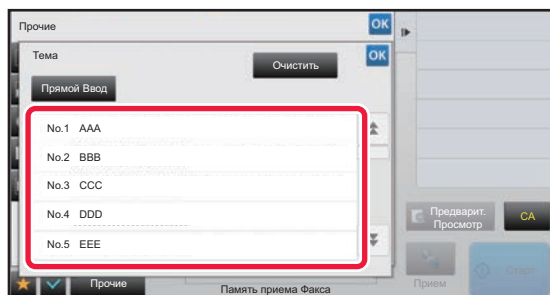 Прочие
OK
Тема
Очистить
OK
Прямой Ввод
No.1 AAA
No.2 BBB
No.3 CCC
No.4 DDD
No.5 EEE
Предварит.
Просмотр
CA
Прочие
Память приема Факса
Прием
Старт